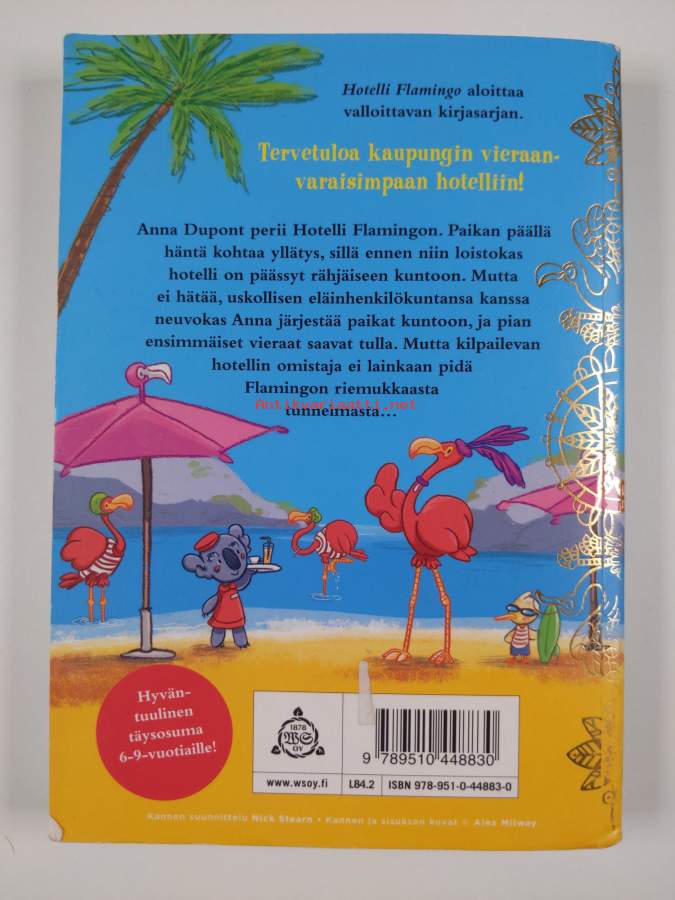 Hotelli Flamingo aloittaa
valloittavan kirjasarjan.
Tervetuloa kaupungin vieraan-
varaisimpaan hotelliin!
Anna Dupont perii Hotelli Flamingon. Paikan päällä
häntä kohtaa yllätys, sillä ennen niin loistokas
hotelli on päässyt rähjäiseen kuntoon. Mutta
ei hätää, uskollisen eläinhenkilökuntansa kanssa
neuvokas Anna järjestää paikat kuntoon, ja pian
ensimmäiset vieraat saavat tulla. Mutta kilpailevan
hotellin omistaja ei lainkaan pidä
Flamingon riemukkaasta
Antikvariaatti.net
tunnelmasta...
Hyvän-
tuulinen
täysosuma
6-9-vuotiaille!
1878
WS
OY
9 789510 448830
www.wsoy.fi
L84.2
ISBN 978-951-0-44883-0
Kannen suunnittelu Nick Stearn • Kannen ja sisuksen kuvat © Alex Milway